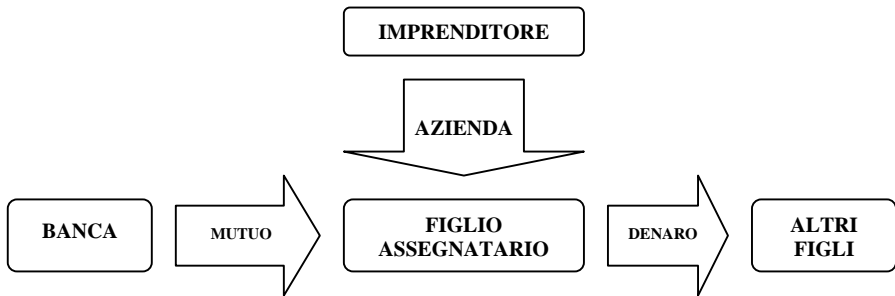 IMPRENDITORE
AZIENDA
BANCA
MUTUO
FIGLIO
ASSEGNATARIO
DENARO
ALTRI
FIGLI